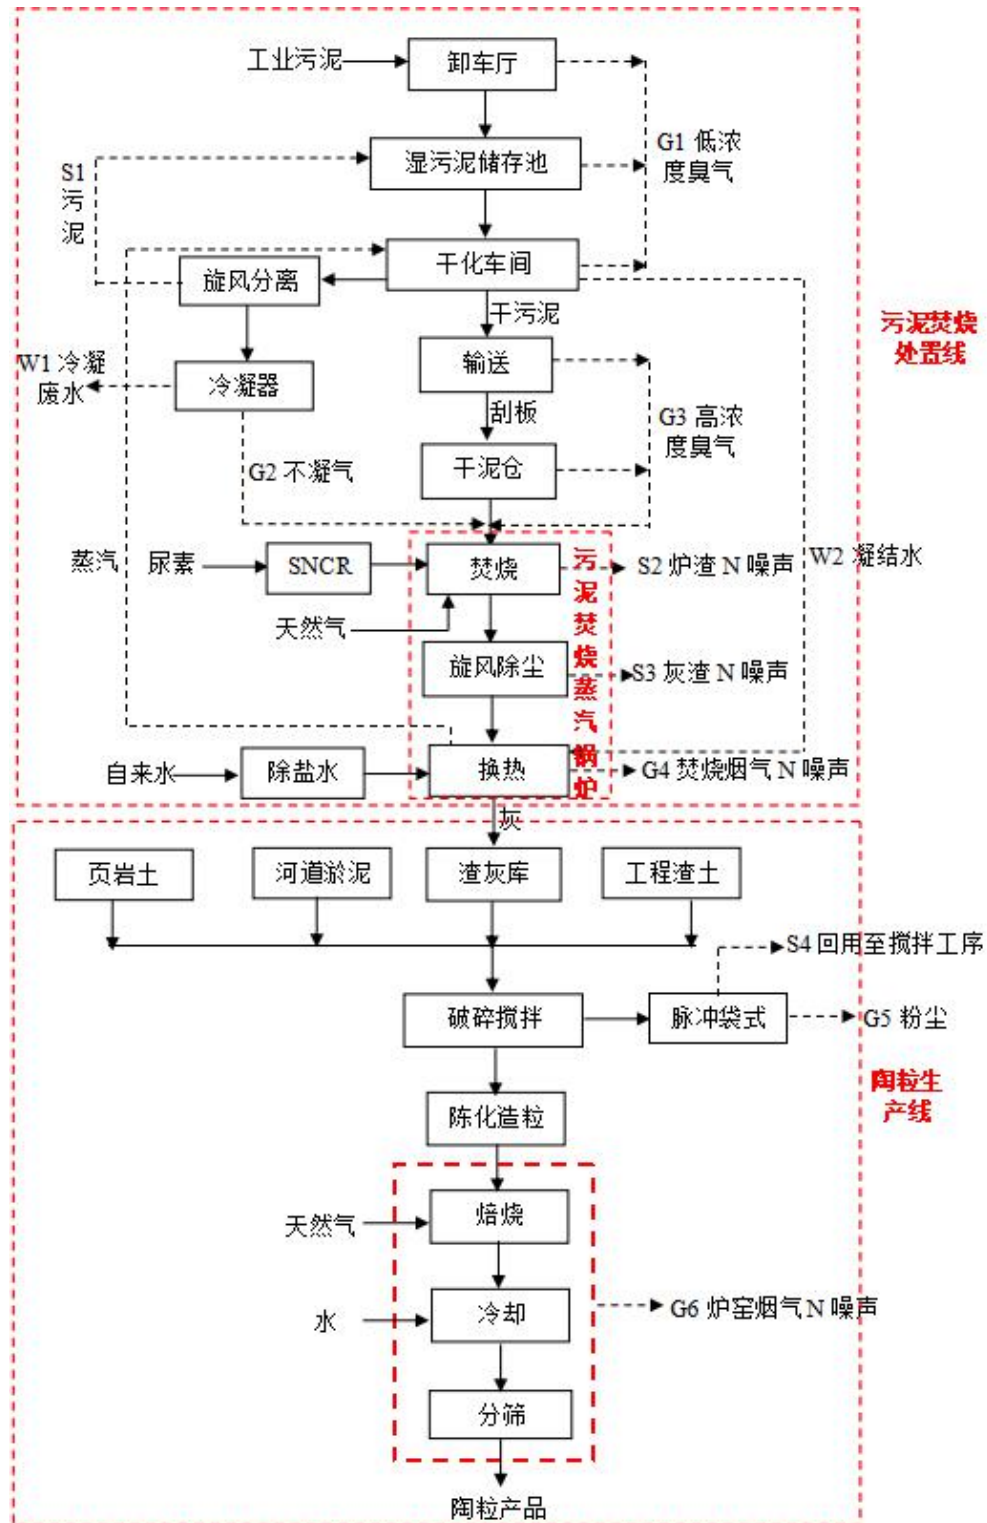 工业污泥
卸车厅
G1 低浓
度臭气
S1
污
泥
湿污泥储存池
干化车间
旋风分离
干污泥
污泥焚烧
处置线
W1 冷凝
废水
冷凝器
输送
刮板
G3 高浓
度臭气
G2 不凝气
干泥仓
蒸汽
尿素
SNCR
焚烧
S2 炉渣 N 噪声
W2 凝结水
天然气
污
泥
焚
烧
蒸
汽
锅
炉
旋风除尘
S3 灰渣 N 噪声
自来水
除盐水
换热
G4 焚烧烟气 N 噪声
灰
页岩土
河道淤泥
渣灰库
工程渣土
S4 回用至搅拌工序
破碎搅拌
脉冲袋式
G5 粉尘
陶粒生
产线
陈化造粒
天然气
焙烧
水
冷却
G6 炉窑烟气 N 噪声
分筛
陶粒产品